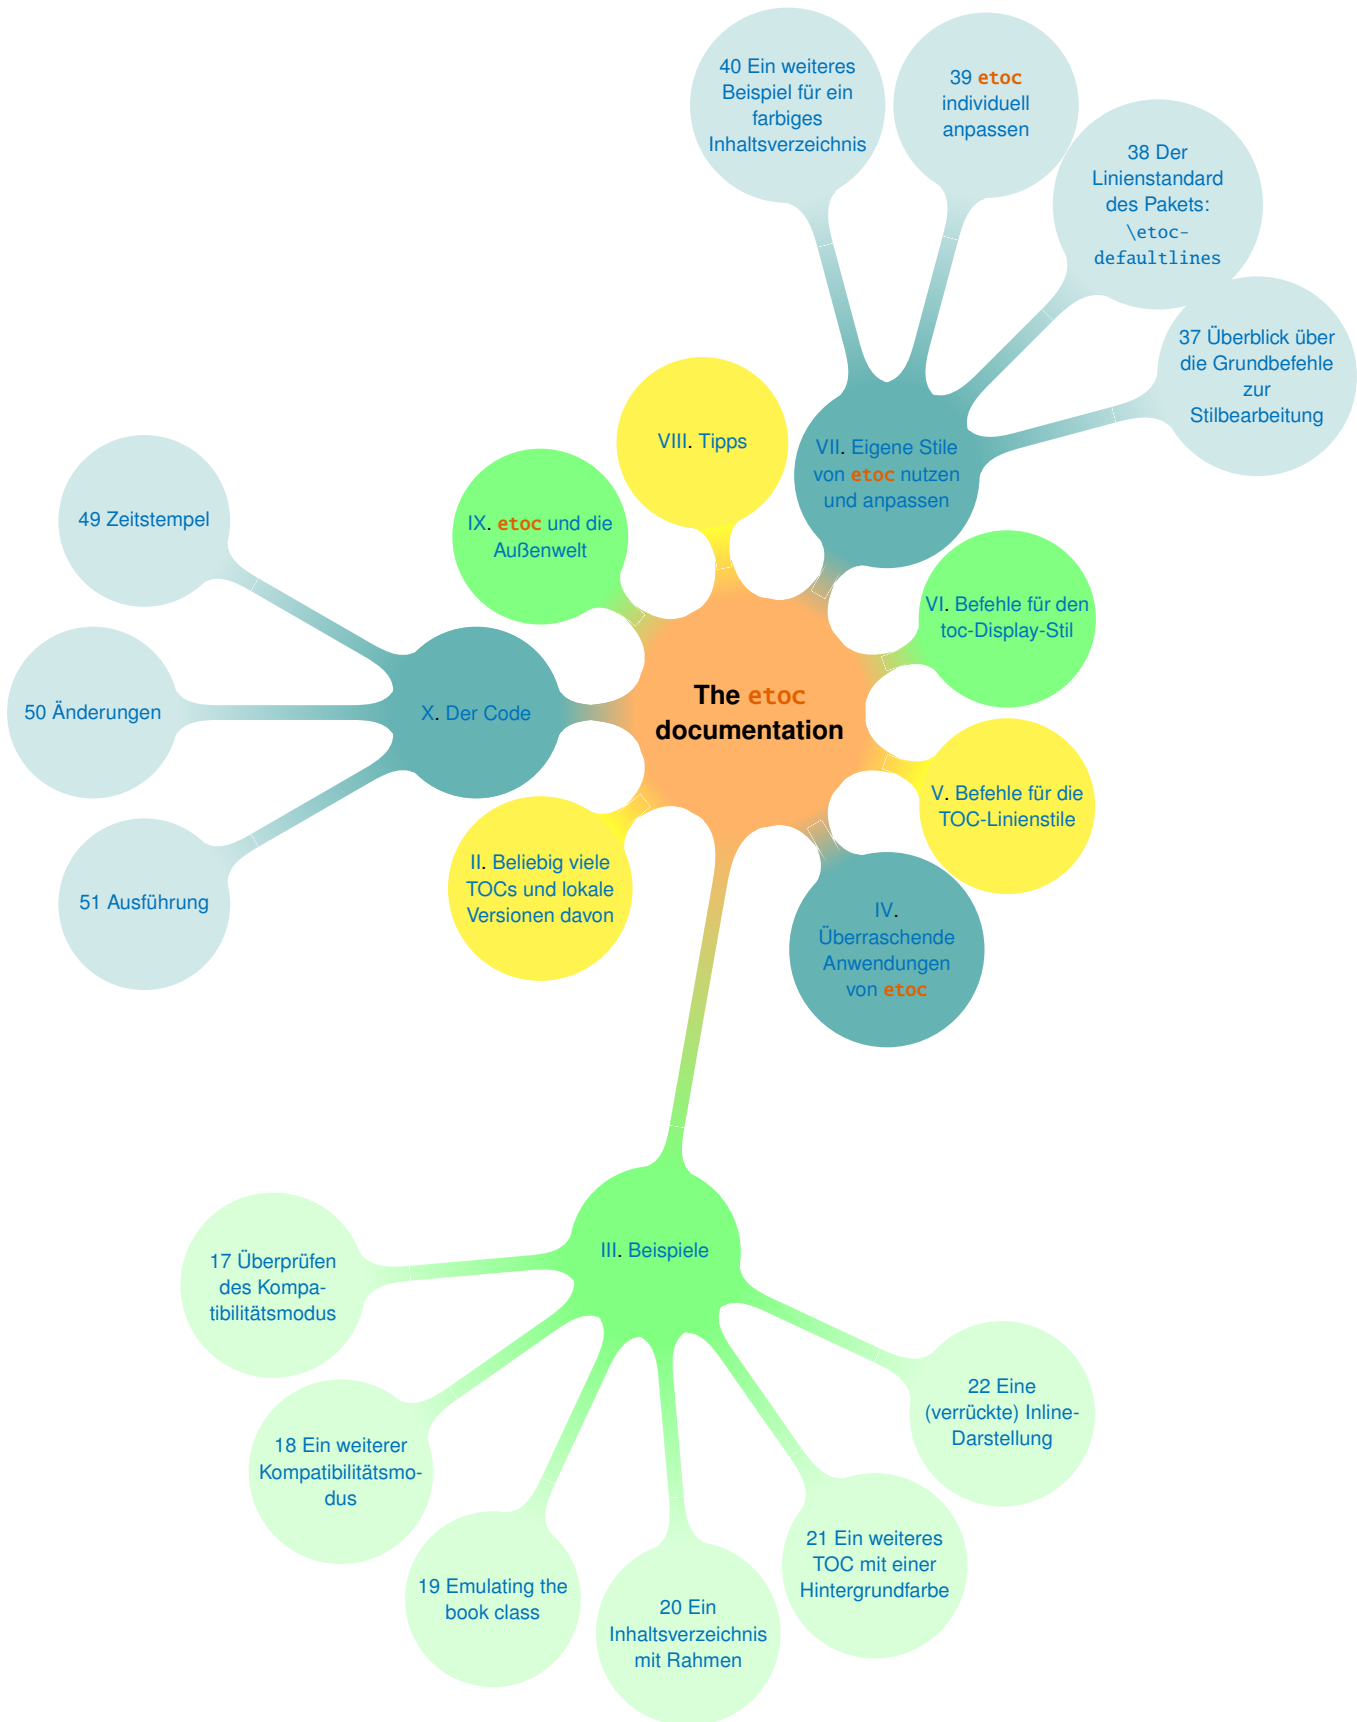 40 Ein weiteres
Beispiel für ein
farbiges
Inhaltsverzeichnis
39 etoc
individuell
anpassen
38 Der
Linienstandard
des Pakets:
\etoc-
defaultlines
37 Überblick über
die Grundbefehle
zur
Stilbearbeitung
VIII. Tipps
VII. Eigene Stile
von etoc nutzen
und anpassen
49 Zeitstempel
IX. etoc und die
Außenwelt
VI. Befehle für den
toc-Display-Stil
50 Änderungen
X. Der Code
The etoc
documentation
V. Befehle für die
TOC-Linienstile
51 Ausführung
II. Beliebig viele
TOCs und lokale
Versionen davon
IV.
Überraschende
Anwendungen
von etoc
III. Beispiele
17 Überprüfen
des Kompa-
tibilitätsmodus
18 Ein weiterer
Kompatibilitätsmo-
dus
19 Emulating the
book class
20 Ein
Inhaltsverzeichnis
mit Rahmen
21 Ein weiteres
TOC mit einer
Hintergrundfarbe
22 Eine
(verrückte) Inline-
Darstellung